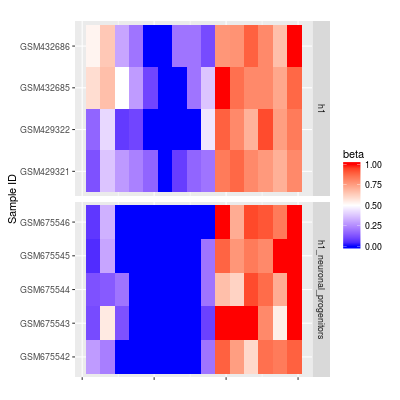 Sample ID
GSM432686
GSM432685
GSM429322
GSM429321
h1
GSM675546
GSM675545
GSM675544
GSM675543
GSM675542
h1_neuronal_progenitors
beta
1.00
0.75
0.50
0.25
0.00